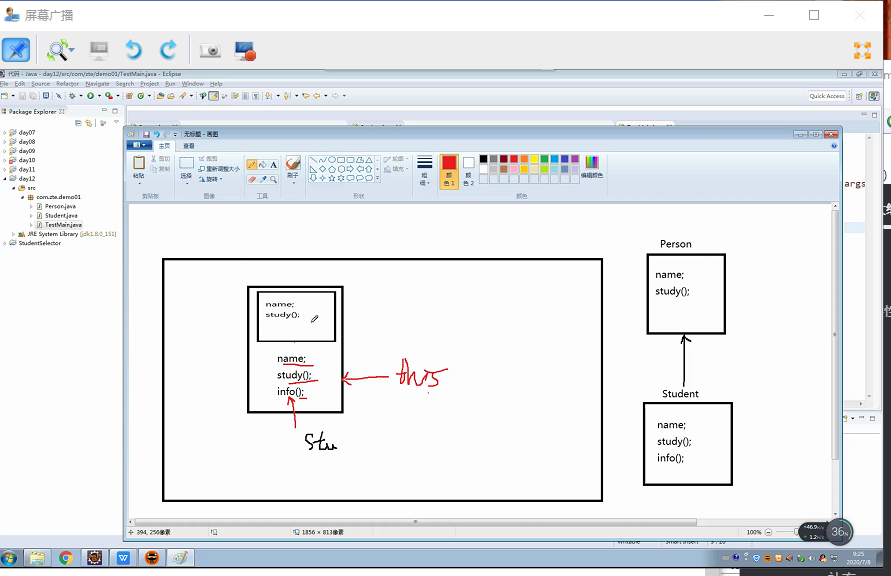 屏幕广播
代码 - Java - day12/src/com/zte/demo01/TestMain.java - Eclipse
File Edit Source Refactor Navigate Search Project Run Window Help
Quick Access
Package Explorer
day07
day08
day09
day10
day11
day12
src
com.zte.demo01
Person.java
Student.java
TestMain.java
JRE System Library [jdk1.8.0_151]
StudentSelector
无标题 - 画图
主页 查看
粘贴
剪切
复制
剪贴板
选择
裁剪
重新调整大小
旋转
图像
工具
刷子
轮廓
填充
形状
粗细
颜色 1
颜色 2
编辑颜色
颜色
args
name;
study();
name;
study();
info();
this
Stu
Person
name;
study();
Student
name;
study();
info();
394, 256像素
1856 × 813像素
100%
Writable
Smart Insert
36
9:25
2020/7/8